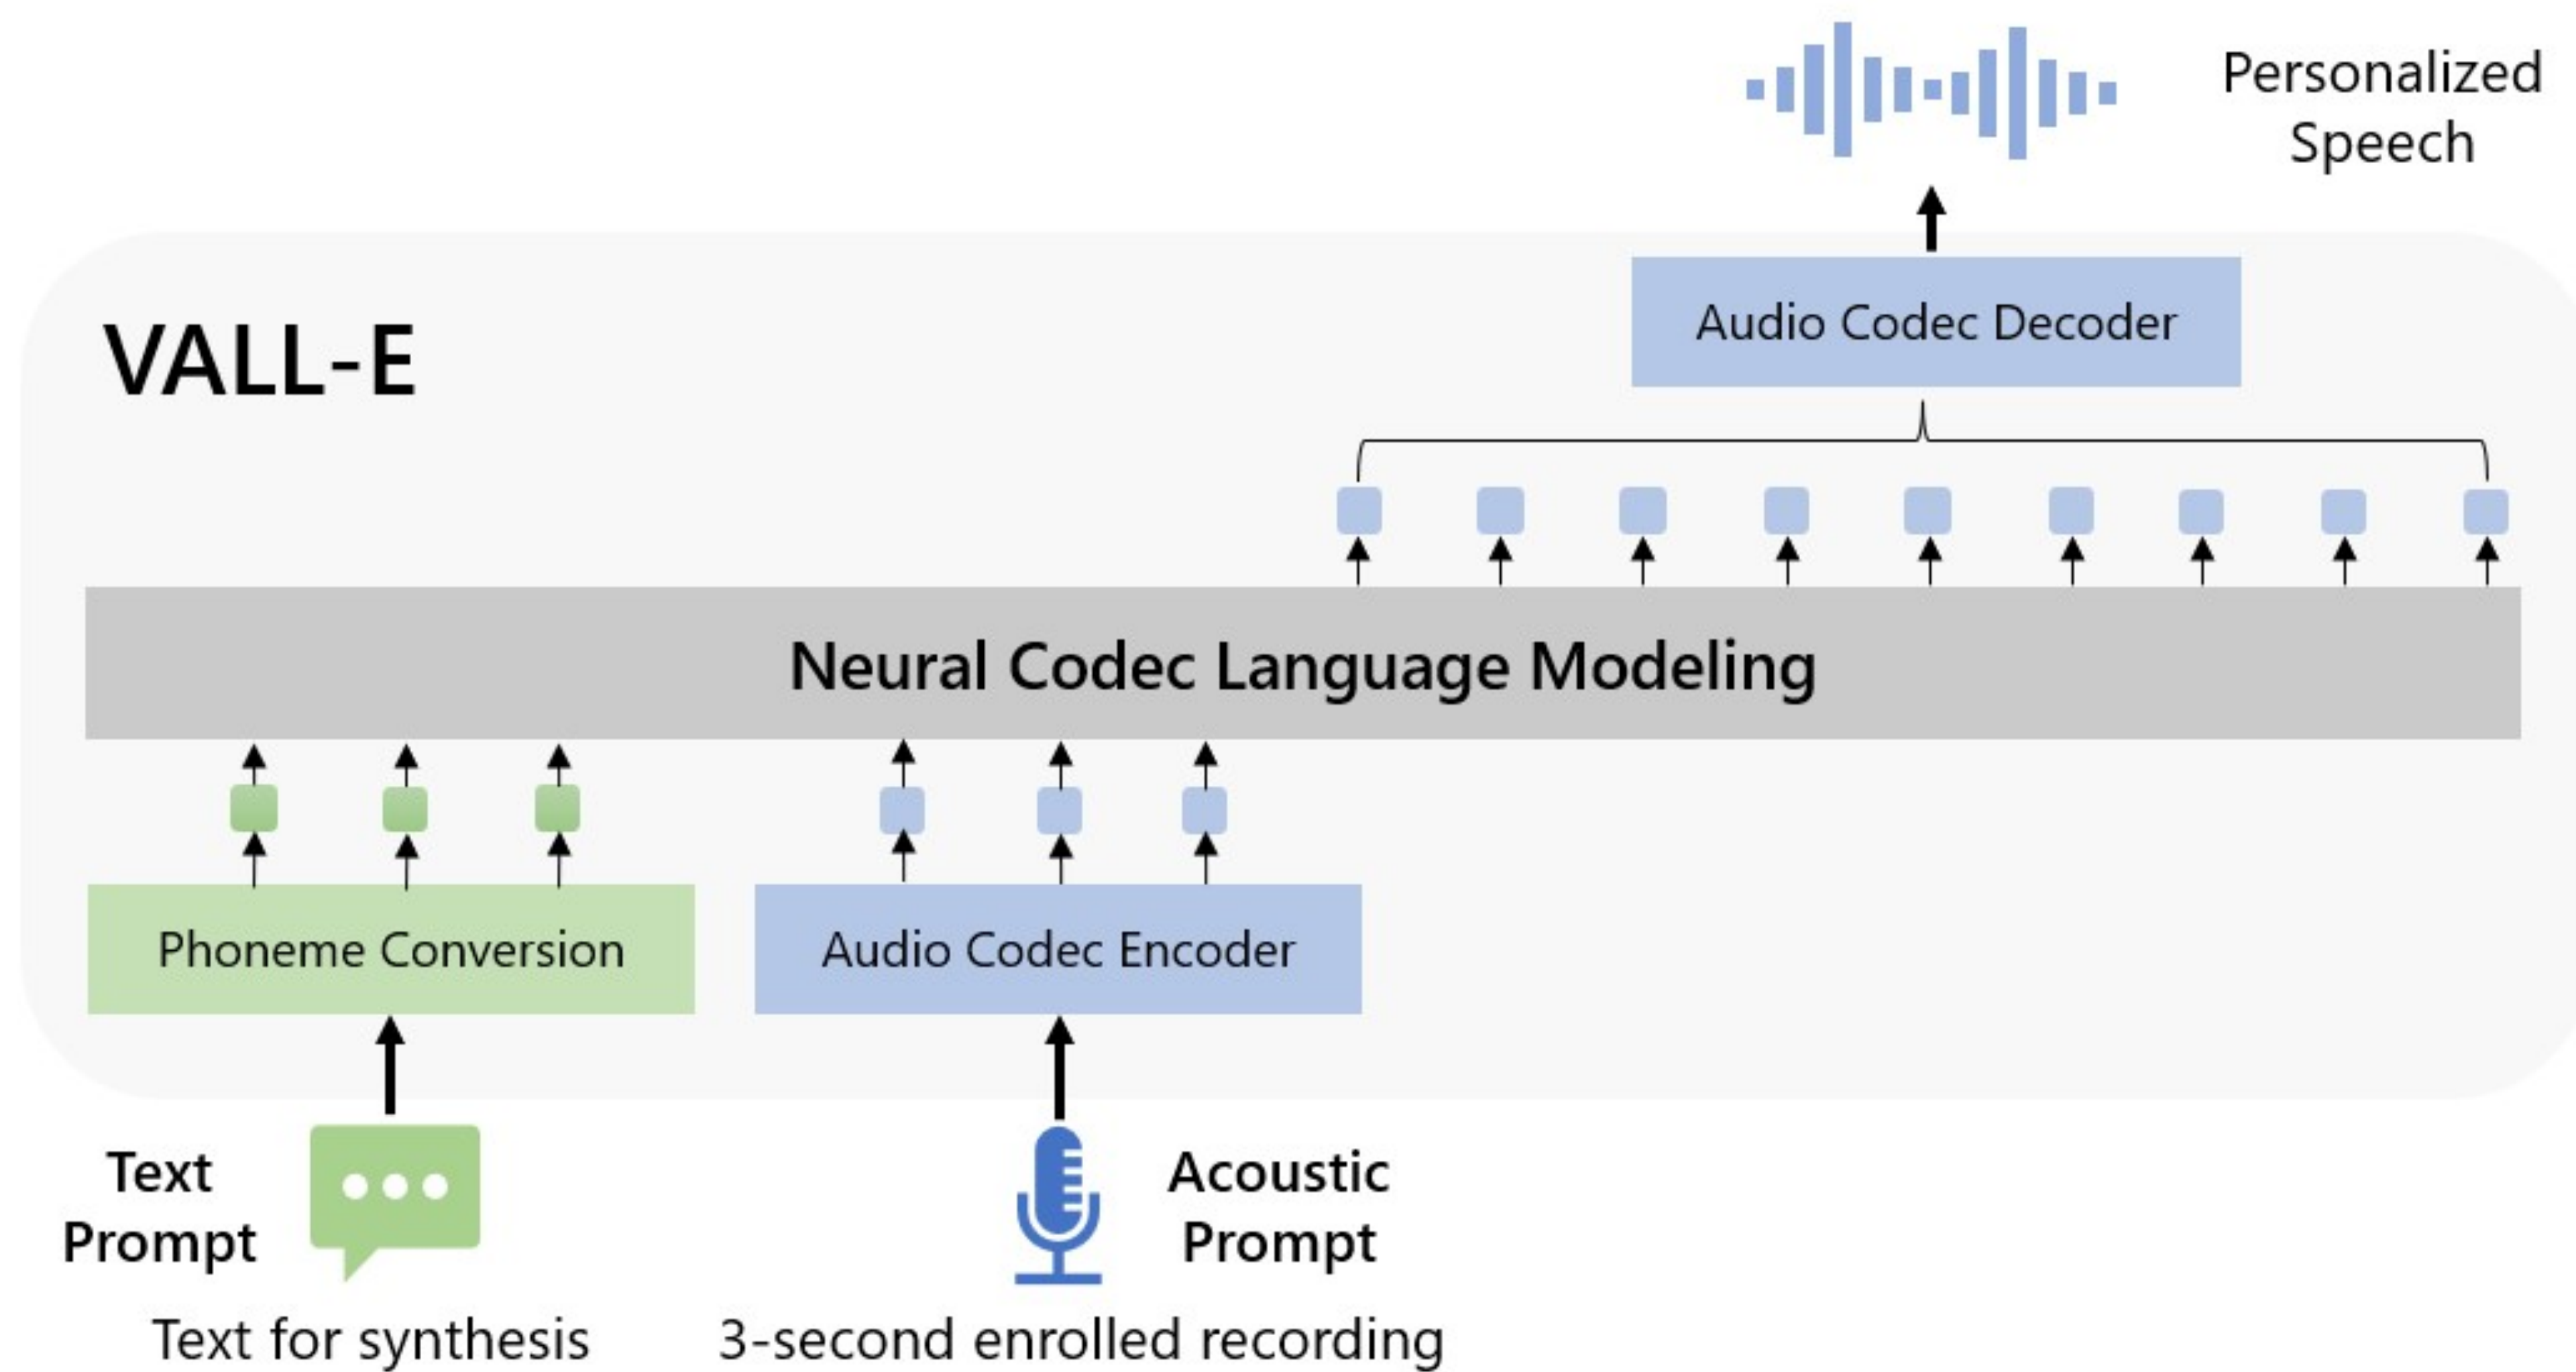 Personalized
Speech
Audio Codec Decoder
VALL-E
Neural Codec Language Modeling
Phoneme Conversion
Audio Codec Encoder
Text
Prompt
Acoustic
Prompt
Text for synthesis
3-second enrolled recording